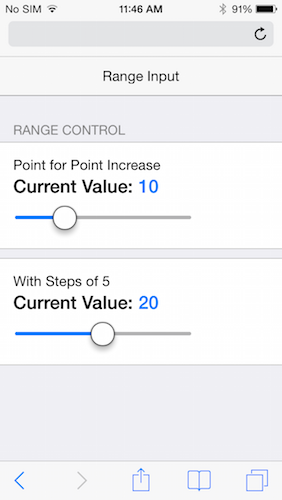 No SIM 11:46 AM 91%
Range Input
RANGE CONTROL
Point for Point Increase
Current Value: 10
With Steps of 5
Current Value: 20